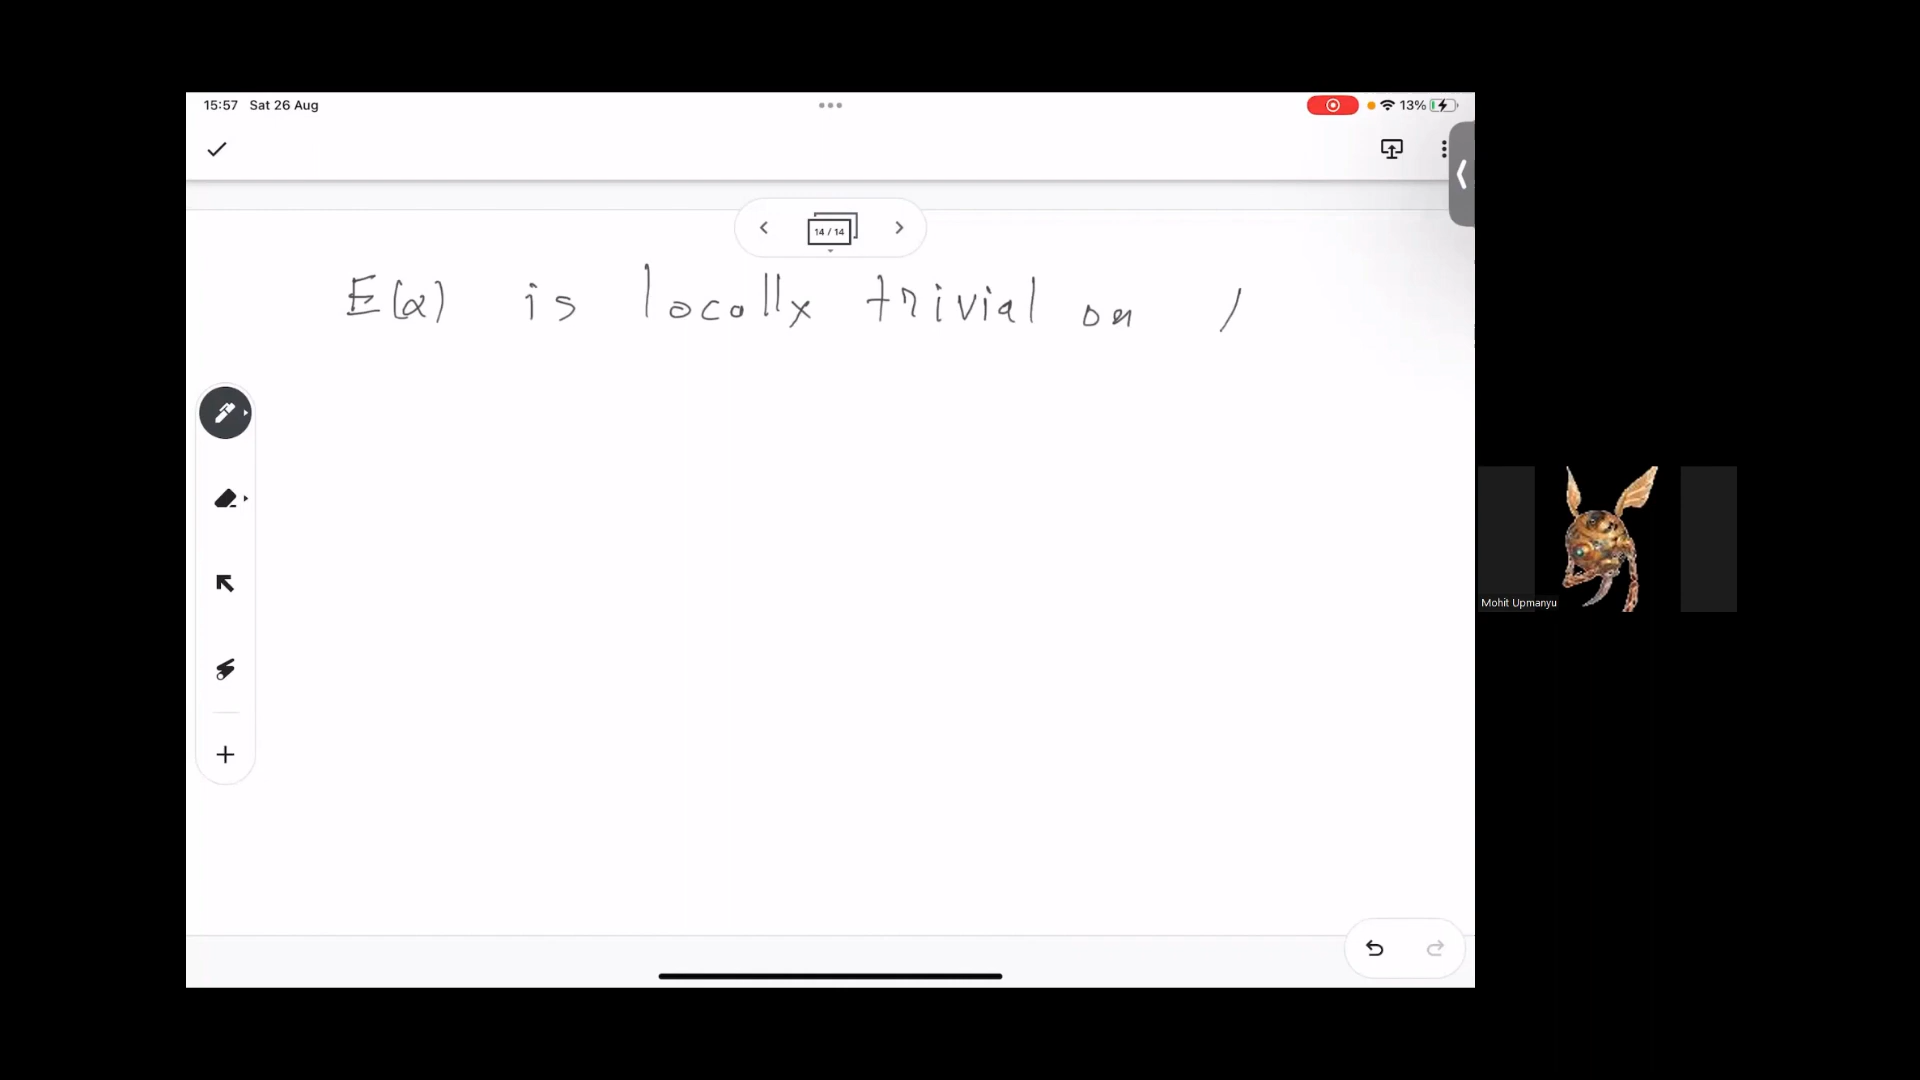 15:57 Sat 26 Aug
13%
14 / 14
E(α) is locally trivial on
Mohit Upmanyu